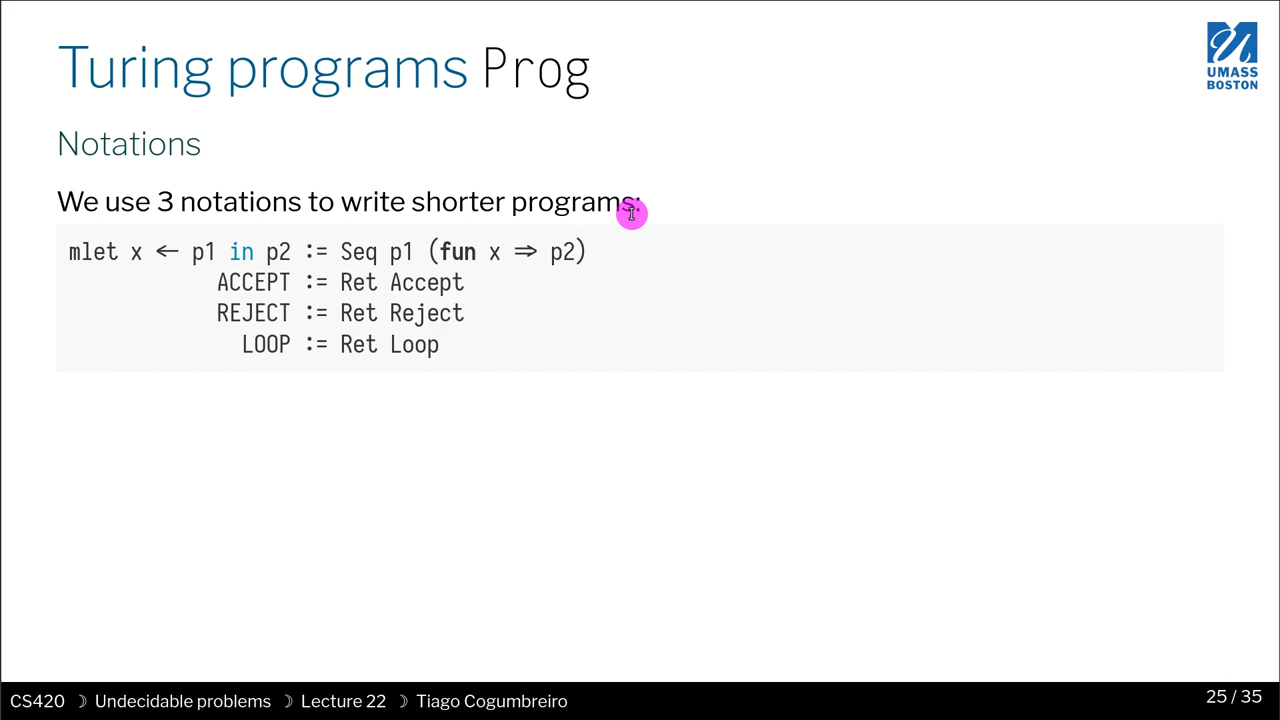 Turing programs Prog
UMASS
BOSTON
Notations
We use 3 notations to write shorter programs:
mlet x ← p1 in p2 := Seq p1 (fun x ⇒ p2)
ACCEPT := Ret Accept
REJECT := Ret Reject
LOOP := Ret Loop
CS420 ☽ Undecidable problems ☽ Lecture 22 ☽ Tiago Cogumbreiro
25 / 35